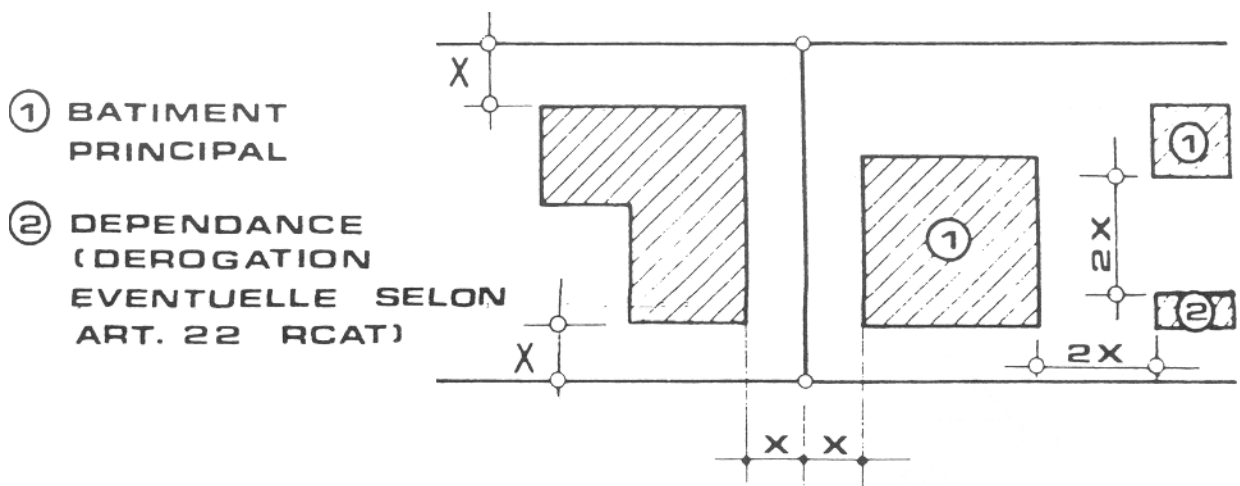 ① BATIMENT
PRINCIPAL
② DEPENDANCE
(DEROGATION
EVENTUELLE SELON
ART. 22 RCAT)
X
X
X X
1
2X
1
2X
2